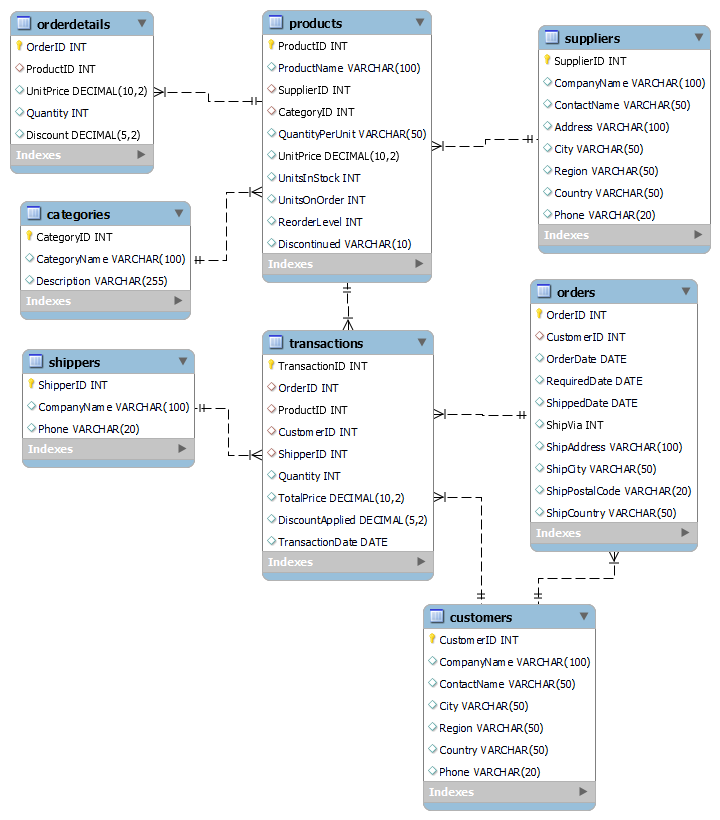 orderdetails
OrderID INT
ProductID INT
UnitPrice DECIMAL(10,2)
Quantity INT
Discount DECIMAL(5,2)
Indexes
products
ProductID INT
ProductName VARCHAR(100)
SupplierID INT
CategoryID INT
QuantityPerUnit VARCHAR(50)
UnitPrice DECIMAL(10,2)
UnitsInStock INT
UnitsOnOrder INT
ReorderLevel INT
Discontinued VARCHAR(10)
Indexes
suppliers
SupplierID INT
CompanyName VARCHAR(100)
ContactName VARCHAR(50)
Address VARCHAR(100)
City VARCHAR(50)
Region VARCHAR(50)
Country VARCHAR(50)
Phone VARCHAR(20)
Indexes
categories
CategoryID INT
CategoryName VARCHAR(100)
Description VARCHAR(255)
Indexes
shippers
ShipperID INT
CompanyName VARCHAR(100)
Phone VARCHAR(20)
Indexes
transactions
TransactionID INT
OrderID INT
ProductID INT
CustomerID INT
ShipperID INT
Quantity INT
TotalPrice DECIMAL(10,2)
DiscountApplied DECIMAL(5,2)
TransactionDate DATE
Indexes
orders
OrderID INT
CustomerID INT
OrderDate DATE
RequiredDate DATE
ShippedDate DATE
ShipVia INT
ShipAddress VARCHAR(100)
ShipCity VARCHAR(50)
ShipPostalCode VARCHAR(20)
ShipCountry VARCHAR(50)
Indexes
customers
CustomerID INT
CompanyName VARCHAR(100)
ContactName VARCHAR(50)
City VARCHAR(50)
Region VARCHAR(50)
Country VARCHAR(50)
Phone VARCHAR(20)
Indexes